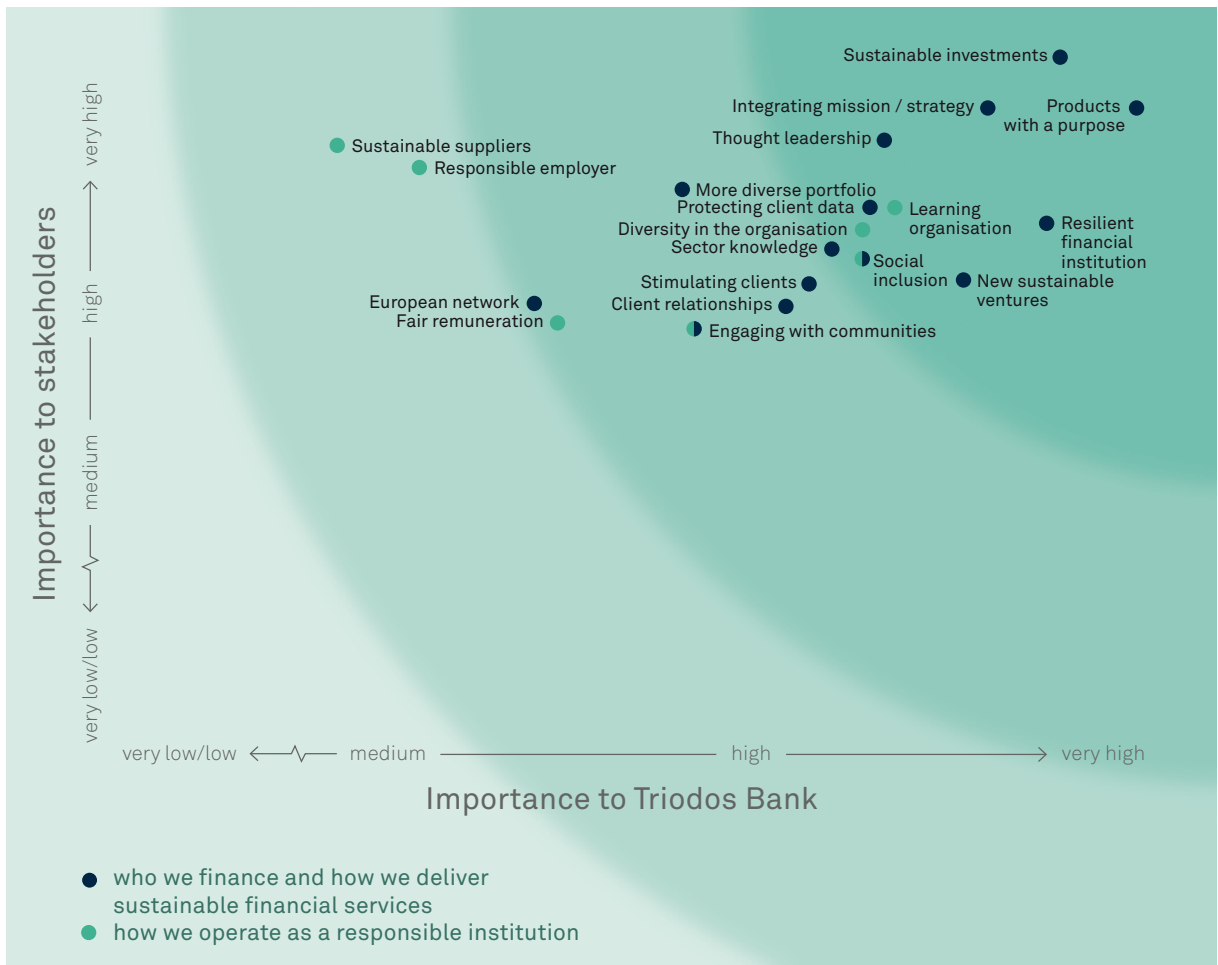 Sustainable investments
Integrating mission / strategy
Products
with a purpose
Thought leadership
Sustainable suppliers
Responsible employer
More diverse portfolio
Protecting client data
Learning
organisation
Diversity in the organisation
Resilient
financial
institution
Sector knowledge
Social
inclusion
Stimulating clients
New sustainable
ventures
European network
Client relationships
Fair remuneration
Engaging with communities
Importance to stakeholders
very high
high
medium
very low/low
very low/low
medium
high
very high
Importance to Triodos Bank
who we finance and how we deliver
sustainable financial services
how we operate as a responsible institution